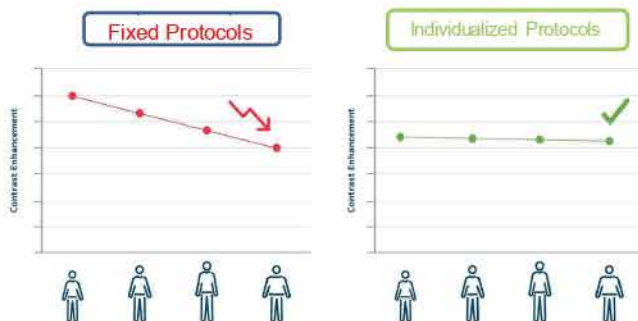 Fixed Protocols
Individualized Protocols
Contrast Enhancement
Contrast Enhancement